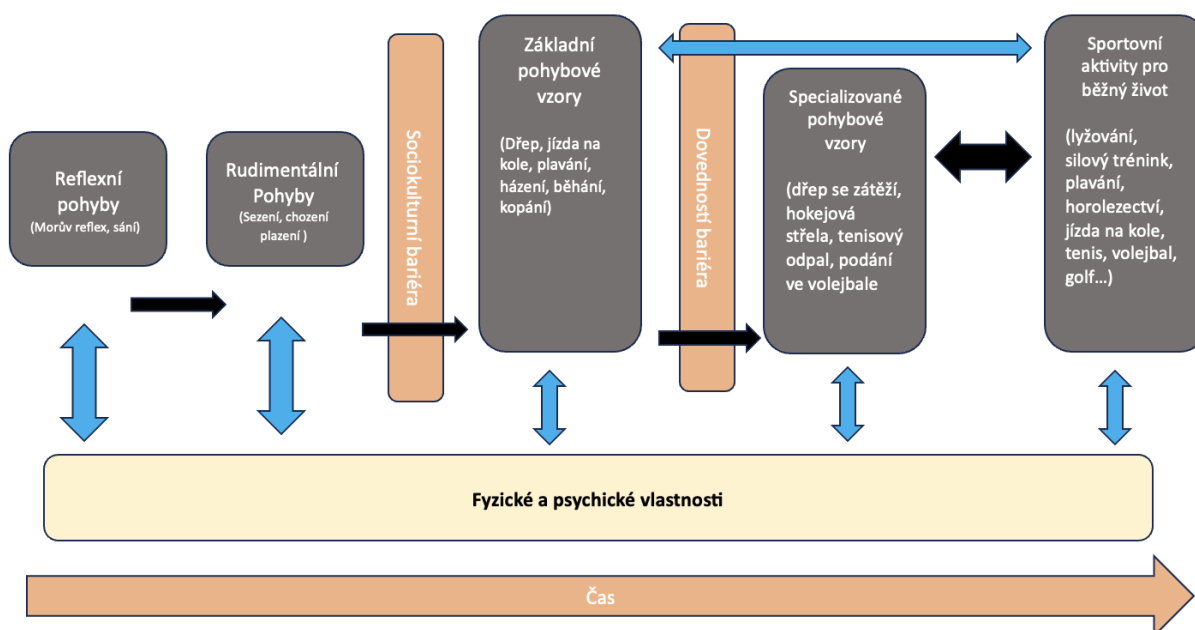 Reflexní
pohyby
(Morův reflex, sání)
Rudimentální
Pohyby
(Sezení, chození
plazení )
Sociokulturní bariéra
Základní
pohybové
vzory
(Dřep, jízda na
kole, plavání,
házení, běhání,
kopání)
Dovedností bariéra
Specializované
pohybové
vzory
(dřep se zátěží,
hokejová
střela, tenisový
odpal, podání
ve volejbale
Sportovní
aktivity pro
běžný život
(lyžování,
silový trénink,
plavání,
horolezectví,
jízda na kole,
tenis, volejbal,
golf…)
Fyzické a psychické vlastnosti
Čas